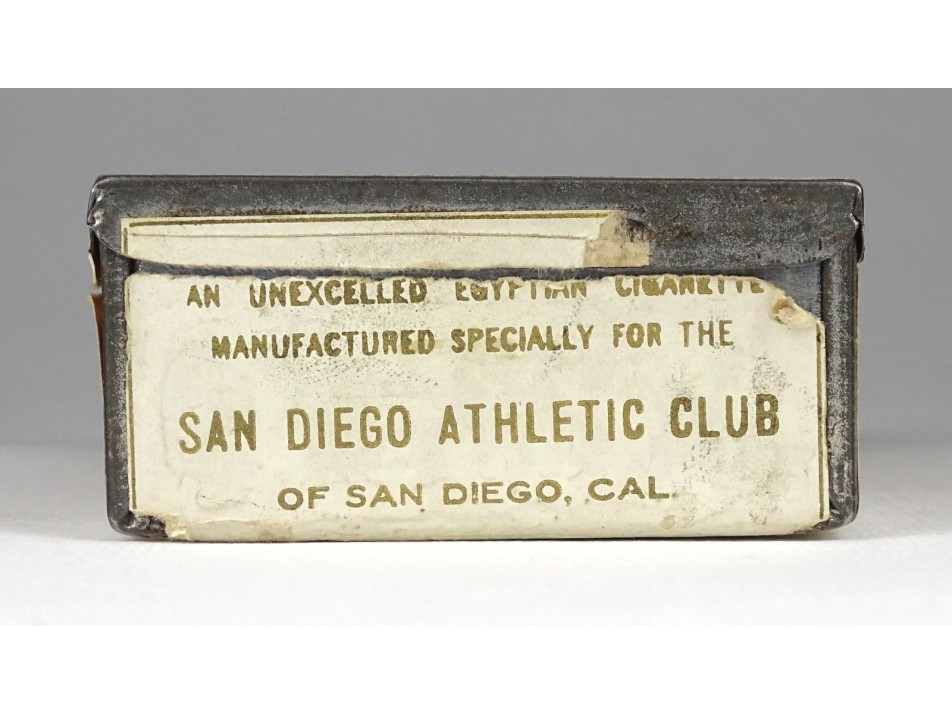 AN UNEXCELLED EGYPTIAN CIGARETTE
MANUFACTURED SPECIALLY FOR THE
SAN DIEGO ATHLETIC CLUB
OF SAN DIEGO, CAL.